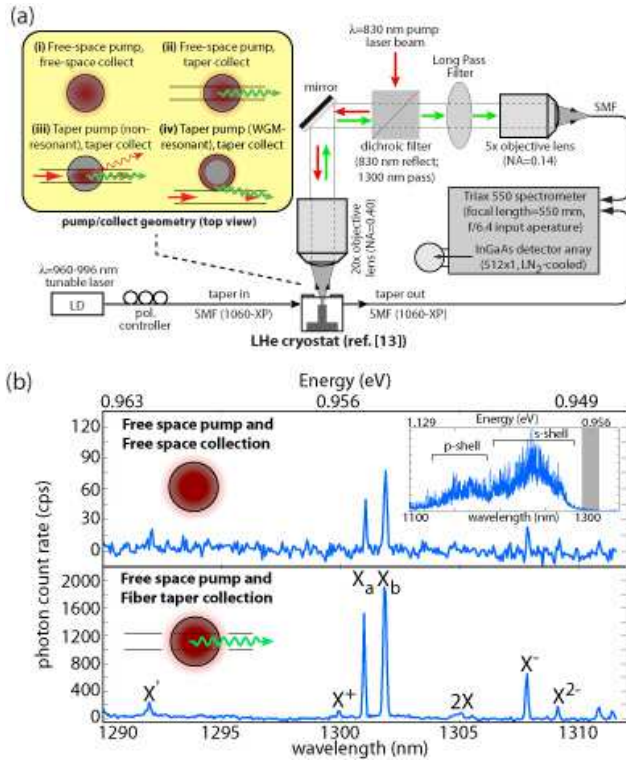 (a)
(i) Free-space pump,
free-space collect
(ii) Free-space pump,
taper collect
(iii) Taper pump (non-
resonant), taper collect
(iv) Taper pump (WGM-
resonant), taper collect
pump/collect geometry (top view)
λ=830 nm pump
laser beam
Long Pass
Filter
mirror
SMF
dichroic filter
(830 nm reflect;
1300 nm pass)
5x objective lens
(NA=0.14)
20x objective
lens (NA=0.40)
Triax 550 spectrometer
(focal length=550 mm,
f/6.4 input aperature)
InGaAs detector array
(512x1, LN2-cooled)
λ=960-996 nm
tunable laser
LD
pol.
controller
taper in
SMF (1060-XP)
taper out
SMF (1060-XP)
LHe cryostat (ref. [13])
(b)
Energy (eV)
0.963 0.956 0.949
Free space pump and
Free space collection
120
90
60
30
0
1.129 Energy (eV) 0.956
p-shell
s-shell
1100 wavelength (nm) 1300
photon count rate (cps)
Free space pump and
Fiber taper collection
2000
1600
1200
800
400
0
X' X+ Xa Xb 2X X- X2-
1290 1295 1300 1305 1310
wavelength (nm)